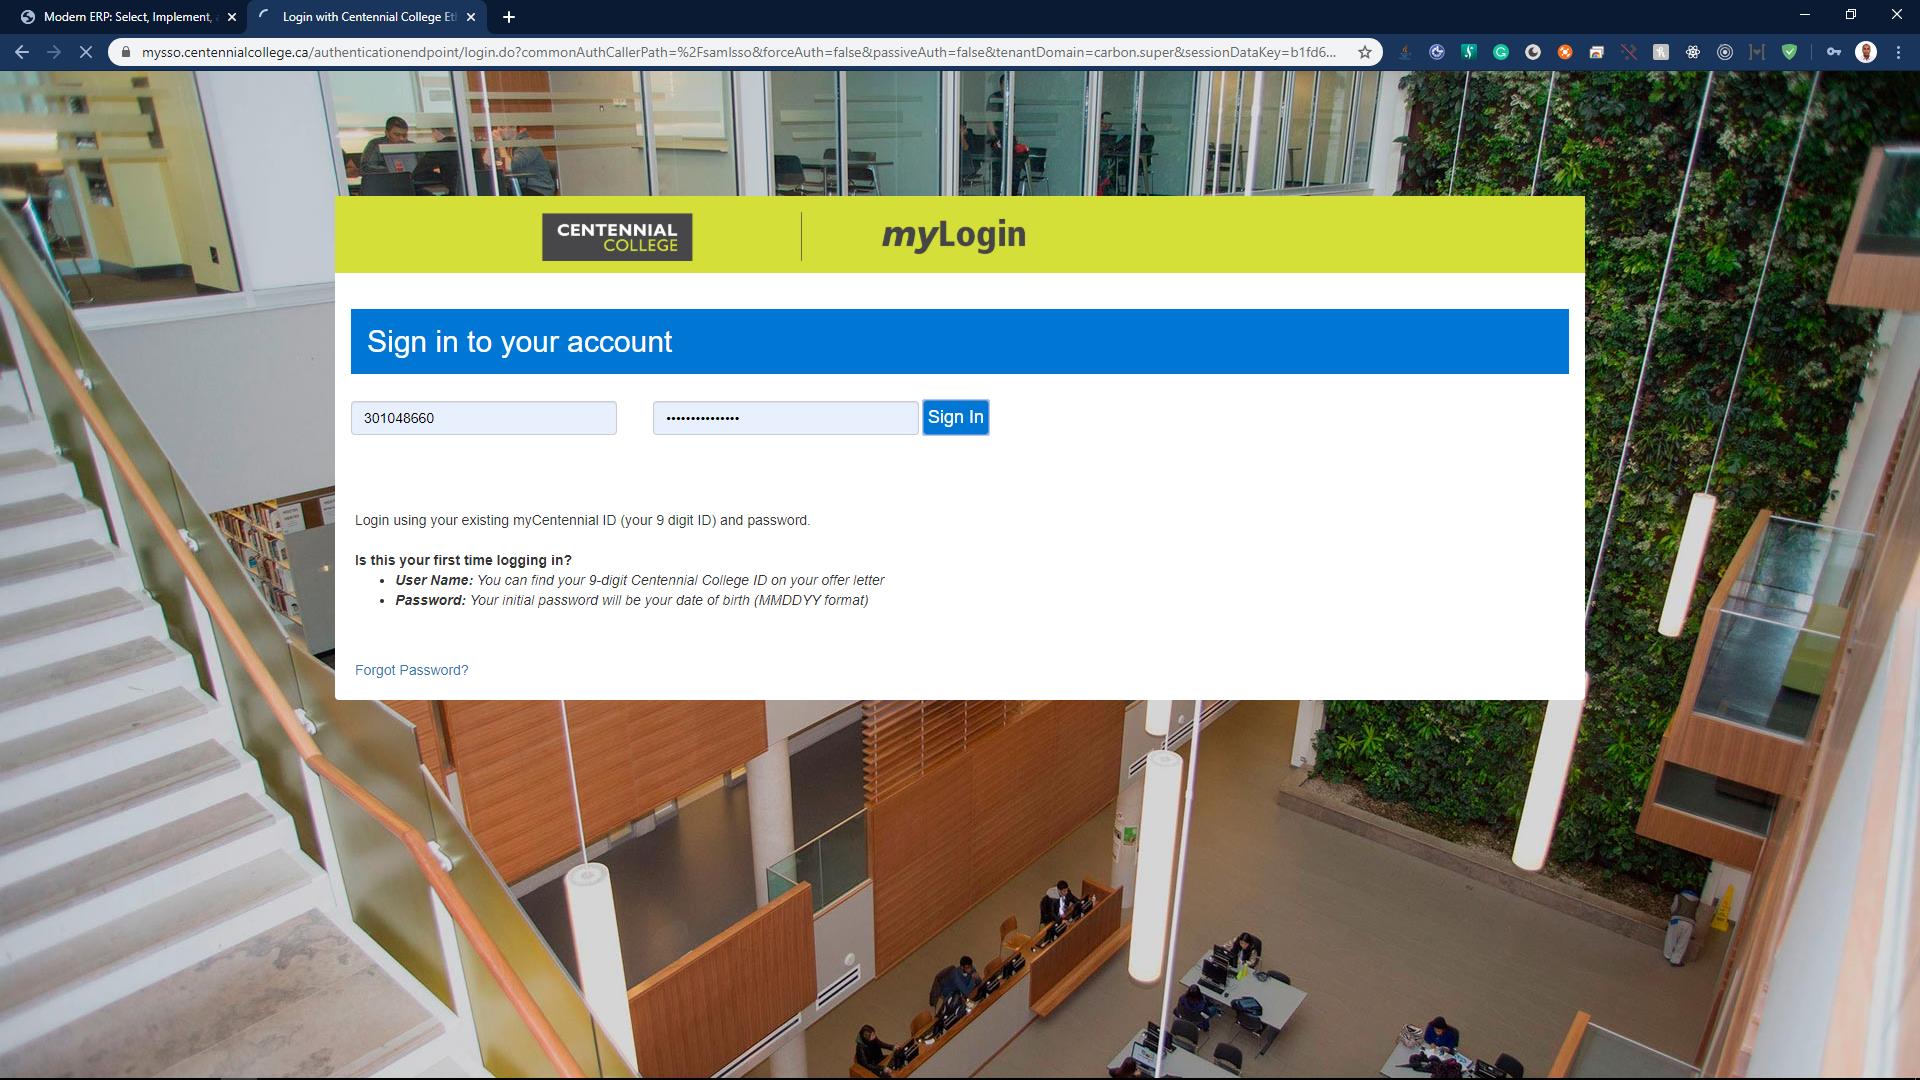 Modern ERP: Select, Implement,
Login with Centennial College Et
mysso.centennialcollege.ca/authenticationendpoint/login.do?commonAuthCallerPath=%2Fsamlsso&forceAuth=false&passiveAuth=false&tenantDomain=carbon.super&sessionDataKey=b1fd6...
CENTENNIAL
COLLEGE
myLogin
Sign in to your account
301048660
Sign In
Login using your existing myCentennial ID (your 9 digit ID) and password.
Is this your first time logging in?
• User Name: You can find your 9-digit Centennial College ID on your offer letter
• Password: Your initial password will be your date of birth (MMDDYY format)
Forgot Password?